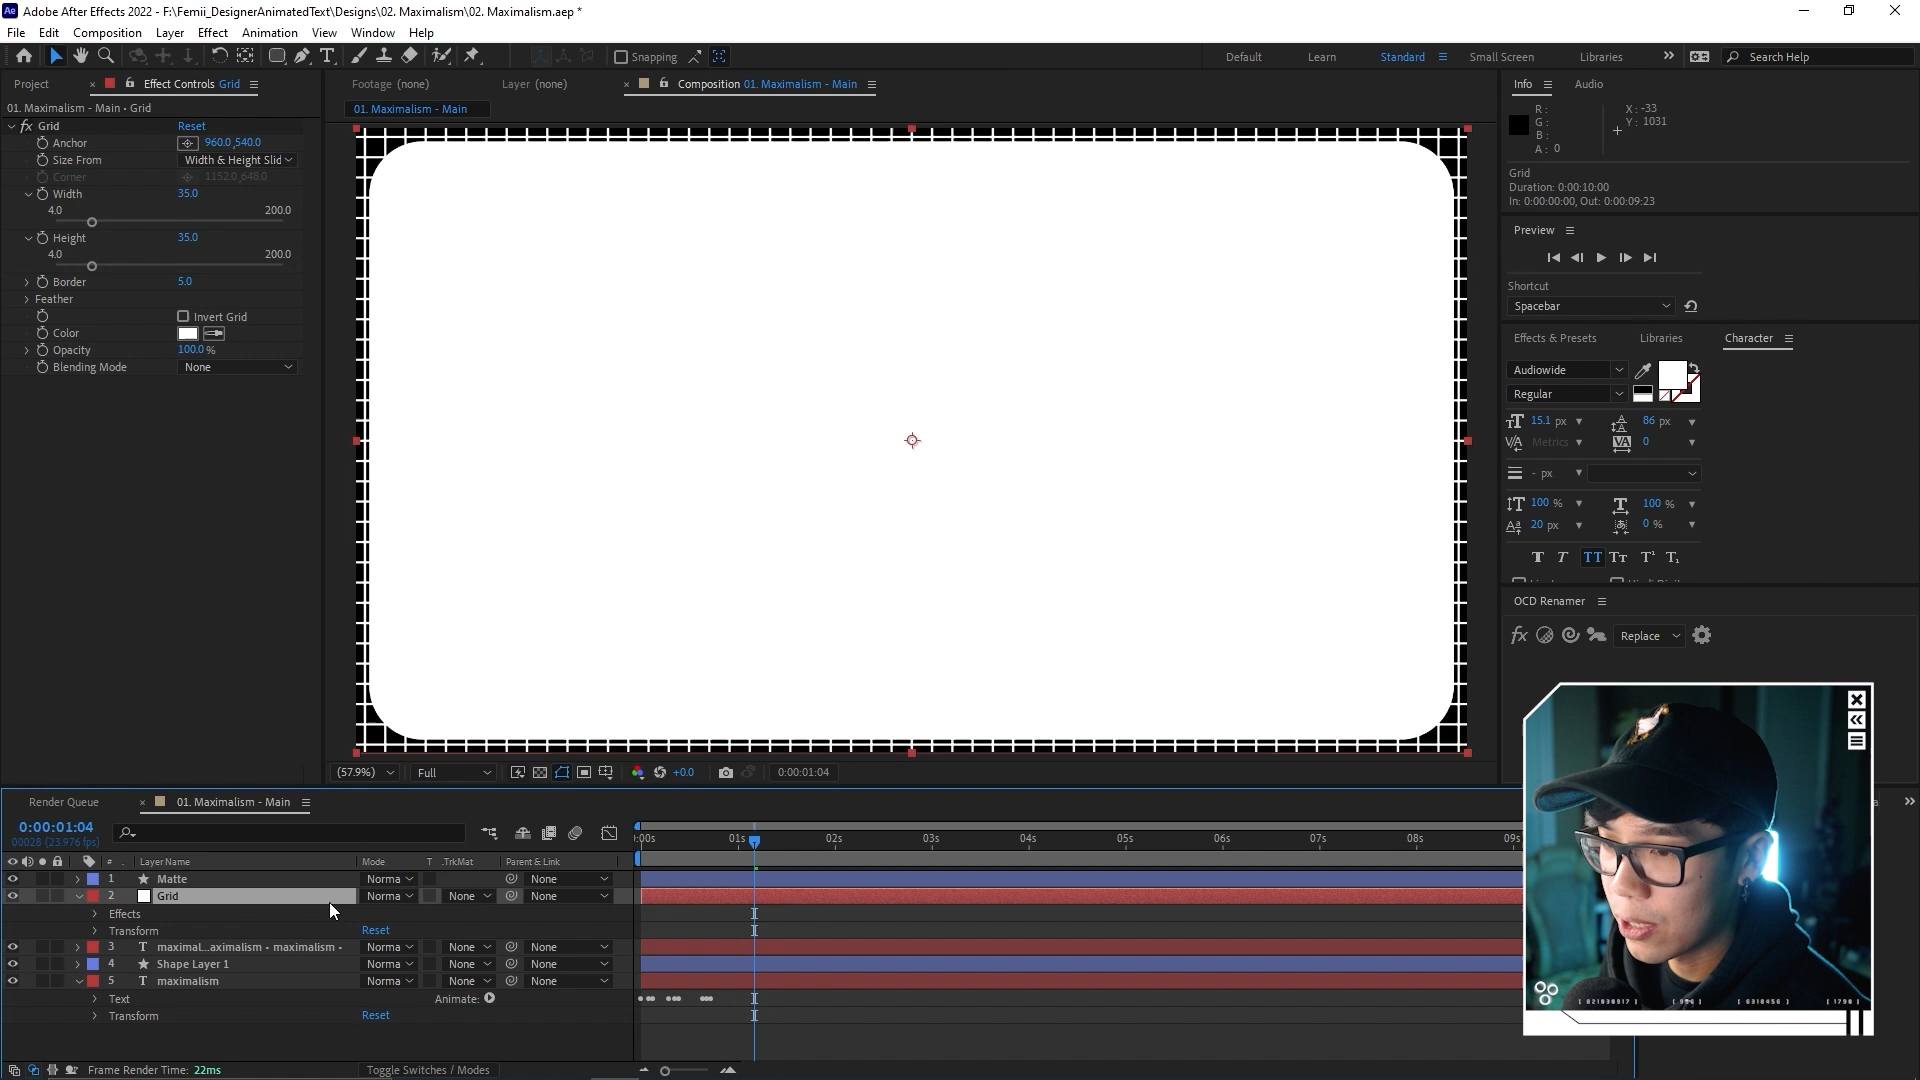 Ae Adobe After Effects 2022 - F:\Femii_DesignerAnimatedText\Designs\02. Maximalism\02. Maximalism.aep *
File Edit Composition Layer Effect Animation View Window Help
Snapping Default Learn Standard Small Screen Libraries Search Help
Project Effect Controls Grid Footage (none) Layer (none) Composition 01. Maximalism - Main Info Audio
01. Maximalism - Main • Grid 01. Maximalism - Main
fx Grid Reset
Anchor 960.0,540.0
Size From Width & Height Slid
Corner 1152.0,648.0
Width 35.0
4.0 200.0
Height 35.0
4.0 200.0
Border 5.0
Feather
Invert Grid
Color
Opacity 100.0 %
Blending Mode None
R :
G :
B :
A : 0
X : -33
Y : 1031
Grid
Duration: 0:00:10:00
In: 0:00:00:00, Out: 0:00:09:23
Preview
Shortcut
Spacebar
Effects & Presets Libraries Character
Audiowide
Regular
15.1 px 86 px
Metrics 0
- px
100 % 100 %
20 px 0 %
T T TT Tт T¹ T₁
OCD Renamer
fx Replace
(57.9%) Full +0.0 0:00:01:04
Render Queue 01. Maximalism - Main
0:00:01:04
00028 (23.976 fps)
:00s 01s 02s 03s 04s 05s 06s 07s 08s 09s
# Layer Name Mode T .TrkMat Parent & Link
1 Matte Norma None
2 Grid Norma None None
Effects
Transform Reset
3 T maximal...aximalism - maximalism - Norma None None
4 Shape Layer 1 Norma None None
5 T maximalism Norma None None
Text Animate:
Transform Reset
Frame Render Time: 22ms Toggle Switches / Modes